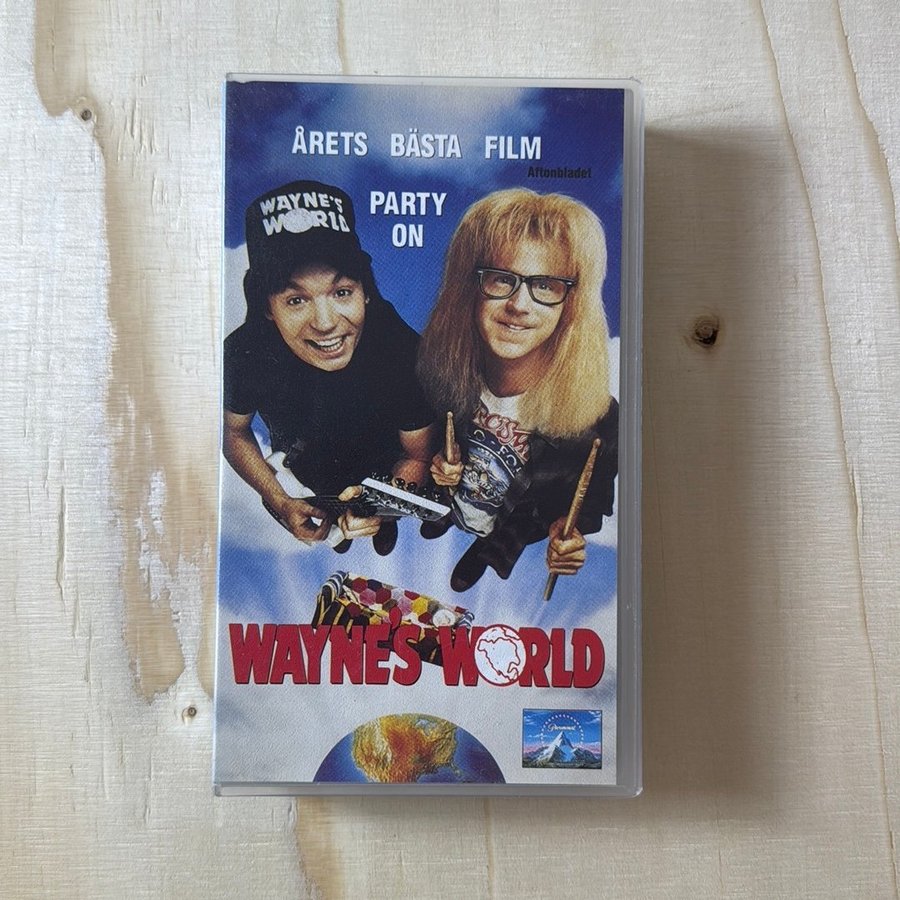 ÅRETS BÄSTA FILM
Aftonbladet
WAYNE'S
WORLD
PARTY
ON
WAYNE'S WORLD
Paramount